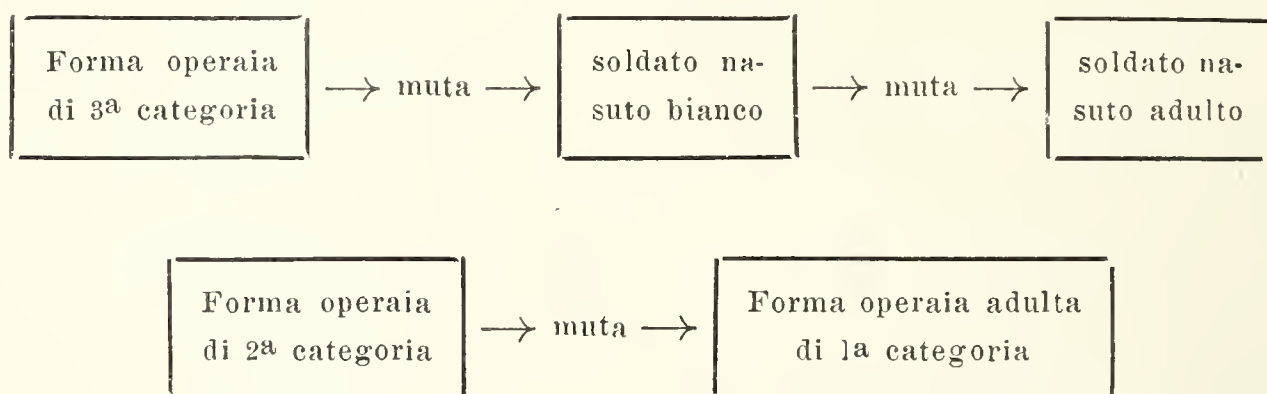 Forma operaia
di 3ª categoria
→ muta →
soldato na-
suto bianco
→ muta →
soldato na-
suto adulto
Forma operaia
di 2ª categoria
→ muta →
Forma operaia adulta
di 1ª categoria